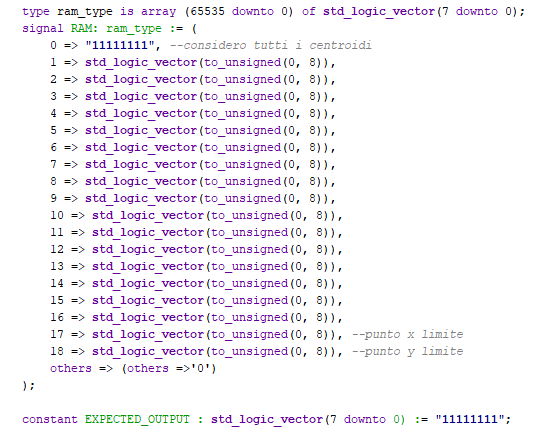 type ram_type is array (65535 downto 0) of std_logic_vector(7 downto 0);
signal RAM: ram_type := (
0 => "11111111", --considero tutti i centroidi
1 => std_logic_vector(to_unsigned(0, 8)),
2 => std_logic_vector(to_unsigned(0, 8)),
3 => std_logic_vector(to_unsigned(0, 8)),
4 => std_logic_vector(to_unsigned(0, 8)),
5 => std_logic_vector(to_unsigned(0, 8)),
6 => std_logic_vector(to_unsigned(0, 8)),
7 => std_logic_vector(to_unsigned(0, 8)),
8 => std_logic_vector(to_unsigned(0, 8)),
9 => std_logic_vector(to_unsigned(0, 8)),
10 => std_logic_vector(to_unsigned(0, 8)),
11 => std_logic_vector(to_unsigned(0, 8)),
12 => std_logic_vector(to_unsigned(0, 8)),
13 => std_logic_vector(to_unsigned(0, 8)),
14 => std_logic_vector(to_unsigned(0, 8)),
15 => std_logic_vector(to_unsigned(0, 8)),
16 => std_logic_vector(to_unsigned(0, 8)),
17 => std_logic_vector(to_unsigned(0, 8)), --punto x limite
18 => std_logic_vector(to_unsigned(0, 8)), --punto y limite
others => (others =>'0')
);
constant EXPECTED_OUTPUT : std_logic_vector(7 downto 0) := "11111111";